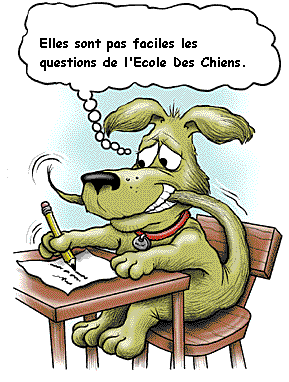 Elles sont pas faciles les
questions de l'Ecole Des Chiens.